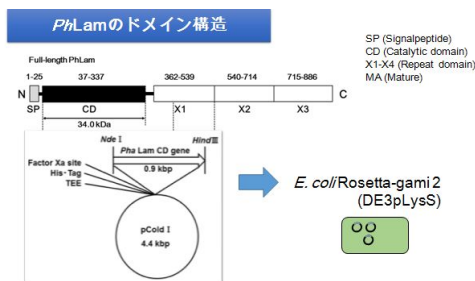 PhLamのドメイン構造
SP (Signalpeptide)
CD (Catalytic domain)
X1-X4 (Repeat domain)
MA (Mature)
Full-length PhLam
1-25 37-337 362-539 540-714 715-886
N C
SP CD X1 X2 X3
34.0kDa
Nde I Hind III
Pha Lam CD gene
0.9 kbp
Factor Xa site
His-Tag
TEE
pCold I
4.4 kbp
E. coli Rosetta-gami 2
(DE3pLysS)